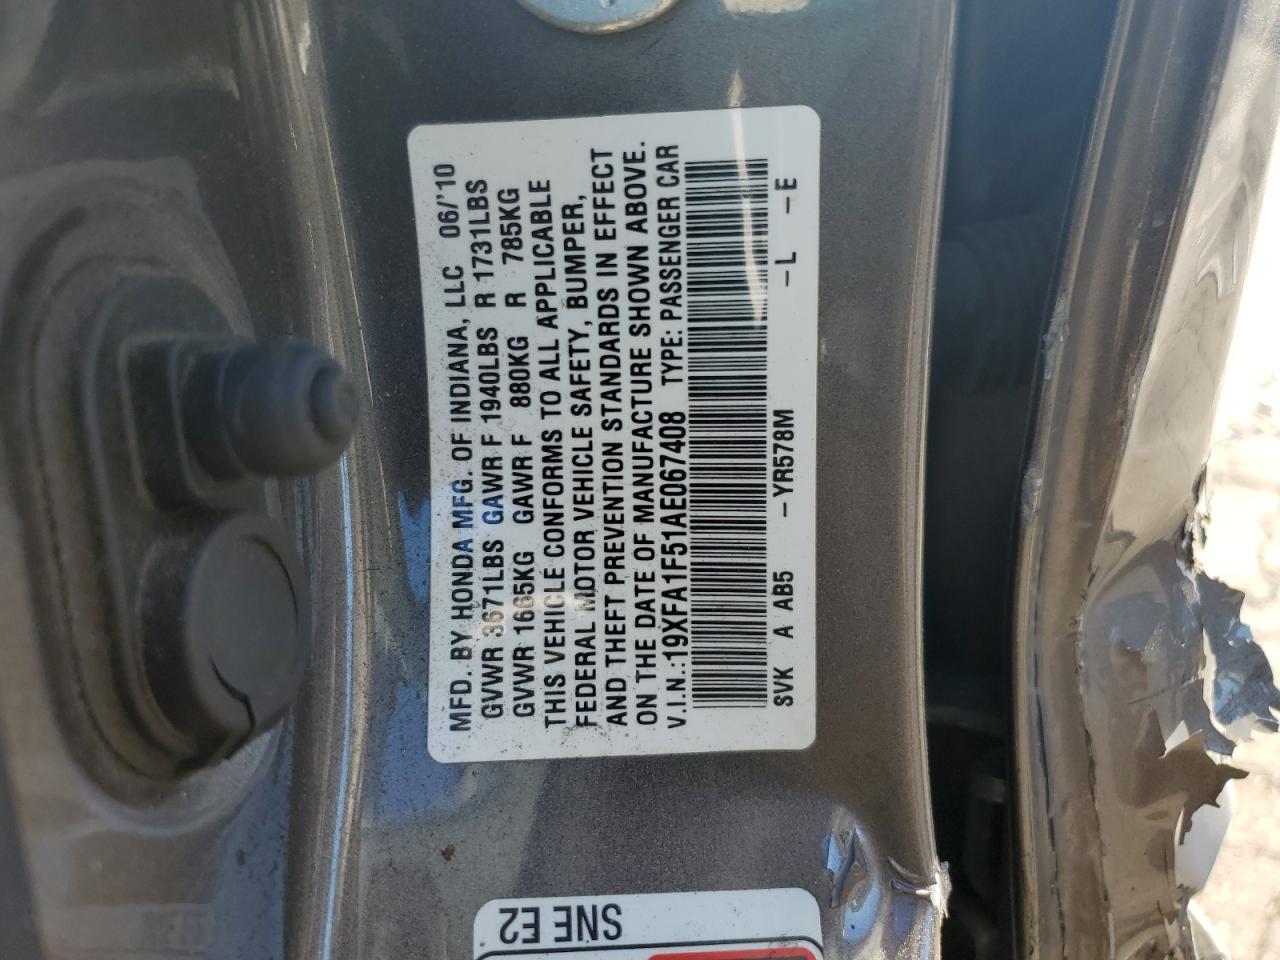 MFD. BY HONDA MFG. OF INDIANA, LLC 06/'10
GVWR 3671LBS GAWR F 1940LBS R 1731LBS
GVWR 1665KG GAWR F 880KG R 785KG
THIS VEHICLE CONFORMS TO ALL APPLICABLE
FEDERAL MOTOR VEHICLE SAFETY, BUMPER,
AND THEFT PREVENTION STANDARDS IN EFFECT
ON THE DATE OF MANUFACTURE SHOWN ABOVE.
V.I.N.:19XFA1F51AE067408 TYPE: PASSENGER CAR
SVK A AB5 -YR578M -L -E
SNE E2